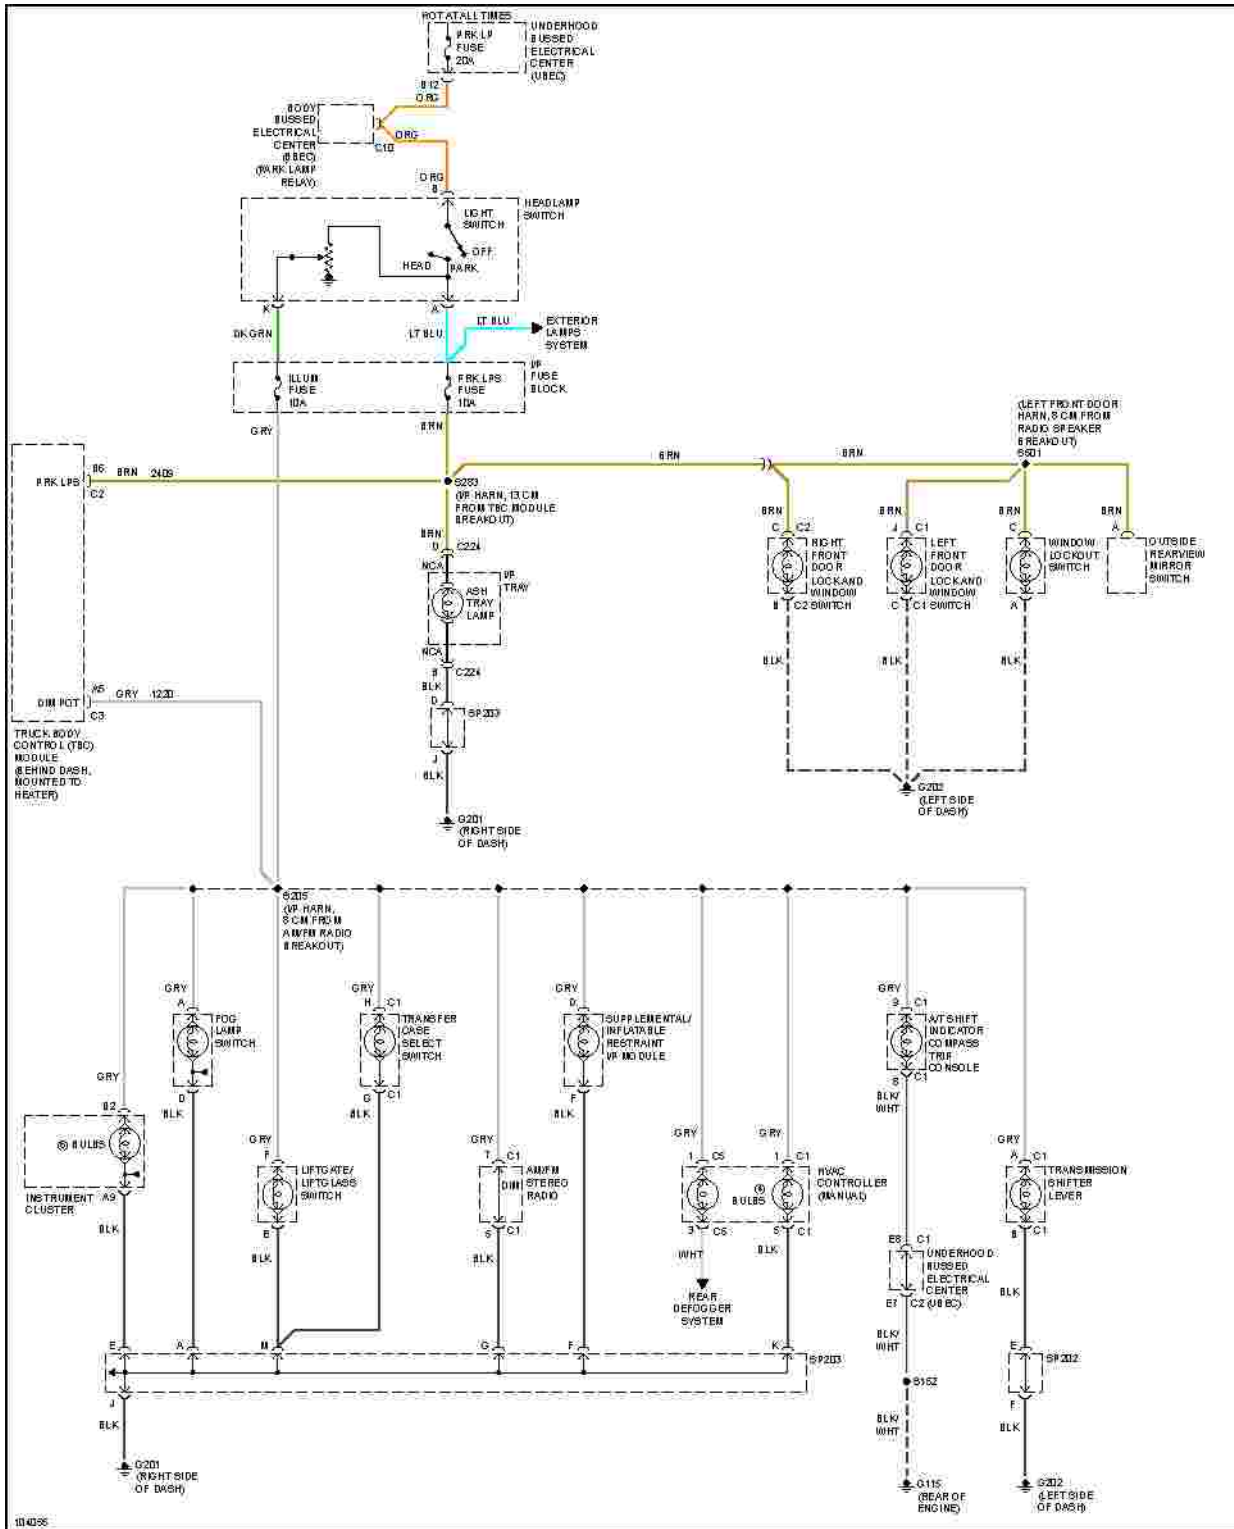 HOT AT ALL TIMES
PRK LP
FUSE
20A
UNDERHOOD
BUSSED
ELECTRICAL
CENTER
(UBEC)
B12
ORG
BODY
BUSSED
ELECTRICAL
CENTER
(BBEC)
(PARK LAMP
RELAY)
ORG
C10
ORG
B
HEADLAMP
SWITCH
LIGHT
SWITCH
OFF
HEAD
PARK
K
A
DK GRN
LT BLU
LT BLU
EXTERIOR
LAMPS
SYSTEM
ILLUM
FUSE
10A
PRK LPS
FUSE
10A
I/P
FUSE
BLOCK
GRY
BRN
(LEFT FRONT DOOR
HARN, 8 CM FROM
RADIO SPEAKER
BREAKOUT)
S601
BRN
BRN
PRK LPS
B6
BRN
2409
C2
S283
(I/P HARN, 13 CM
FROM TBC MODULE
BREAKOUT)
BRN
D
C224
NCA
I/P
TRAY
ASH
TRAY
LAMP
NCA
B
C224
BLK
D
SP203
J
BLK
G201
(RIGHT SIDE
OF DASH)
BRN
C
C2
RIGHT
FRONT
DOOR
LOCK AND
WINDOW
SWITCH
B
C2
BLK
BRN
J
C1
LEFT
FRONT
DOOR
LOCK AND
WINDOW
SWITCH
C
C1
BLK
BRN
C
WINDOW
LOCKOUT
SWITCH
A
BLK
BRN
A
OUTSIDE
REARVIEW
MIRROR
SWITCH
G202
(LEFT SIDE
OF DASH)
DIM POT
A5
GRY
1220
C3
TRUCK BODY
CONTROL (TBC)
MODULE
(BEHIND DASH,
MOUNTED TO
HEATER)
S205
(I/P HARN,
8 CM FROM
AM/FM RADIO
BREAKOUT)
GRY
B2
BULBS
INSTRUMENT
CLUSTER
A9
BLK
GRY
A
FOG
LAMP
SWITCH
D
BLK
GRY
F
LIFTGATE/
LIFTGLASS
SWITCH
E
BLK
GRY
H
C1
TRANSFER
CASE
SELECT
SWITCH
G
C1
BLK
GRY
T
C1
DIM
AM/FM
STEREO
RADIO
S
C1
BLK
GRY
D
SUPPLEMENTAL/
INFLATABLE
RESTRAINT
I/P MODULE
F
BLK
GRY
1
C5
BULBS
3
C5
WHT
REAR
DEFOGGER
SYSTEM
GRY
1
C1
HVAC
CONTROLLER
(MANUAL)
5
C1
BLK
GRY
9
C1
A/T SHIFT
INDICATOR
COMPASS
TRIP
CONSOLE
8
C1
BLK/
WHT
E8
C1
UNDERHOOD
BUSSED
ELECTRICAL
CENTER
(UBEC)
E7
C2
BLK/
WHT
S152
BLK/
WHT
G115
(REAR OF
ENGINE)
GRY
A
C1
TRANSMISSION
SHIFTER
LEVER
B
C1
BLK
E
SP202
F
BLK
G202
(LEFT SIDE
OF DASH)
E
A
M
G
F
K
SP203
J
BLK
G201
(RIGHT SIDE
OF DASH)